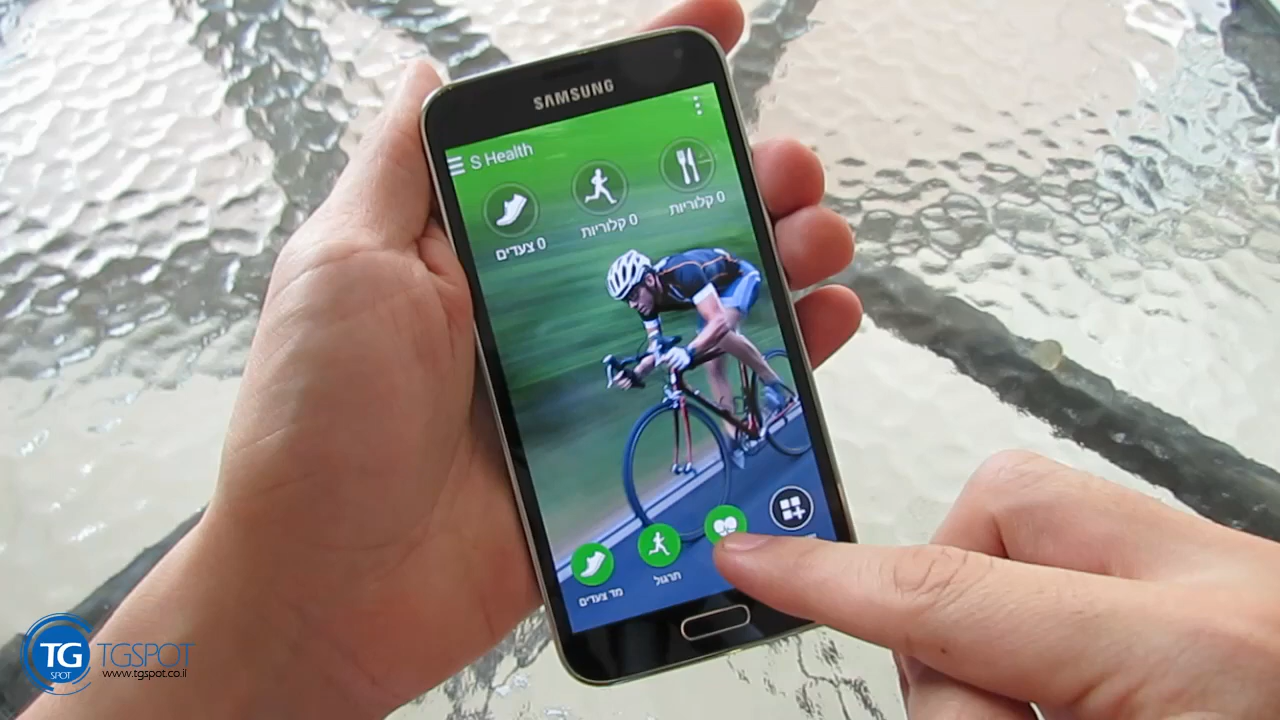 SAMSUNG
S Health
0 צעדים
0 קלוריות
0 קלוריות
מד צעדים
תרגול
TG
SPOT
TGSPOT
www.tgspot.co.il